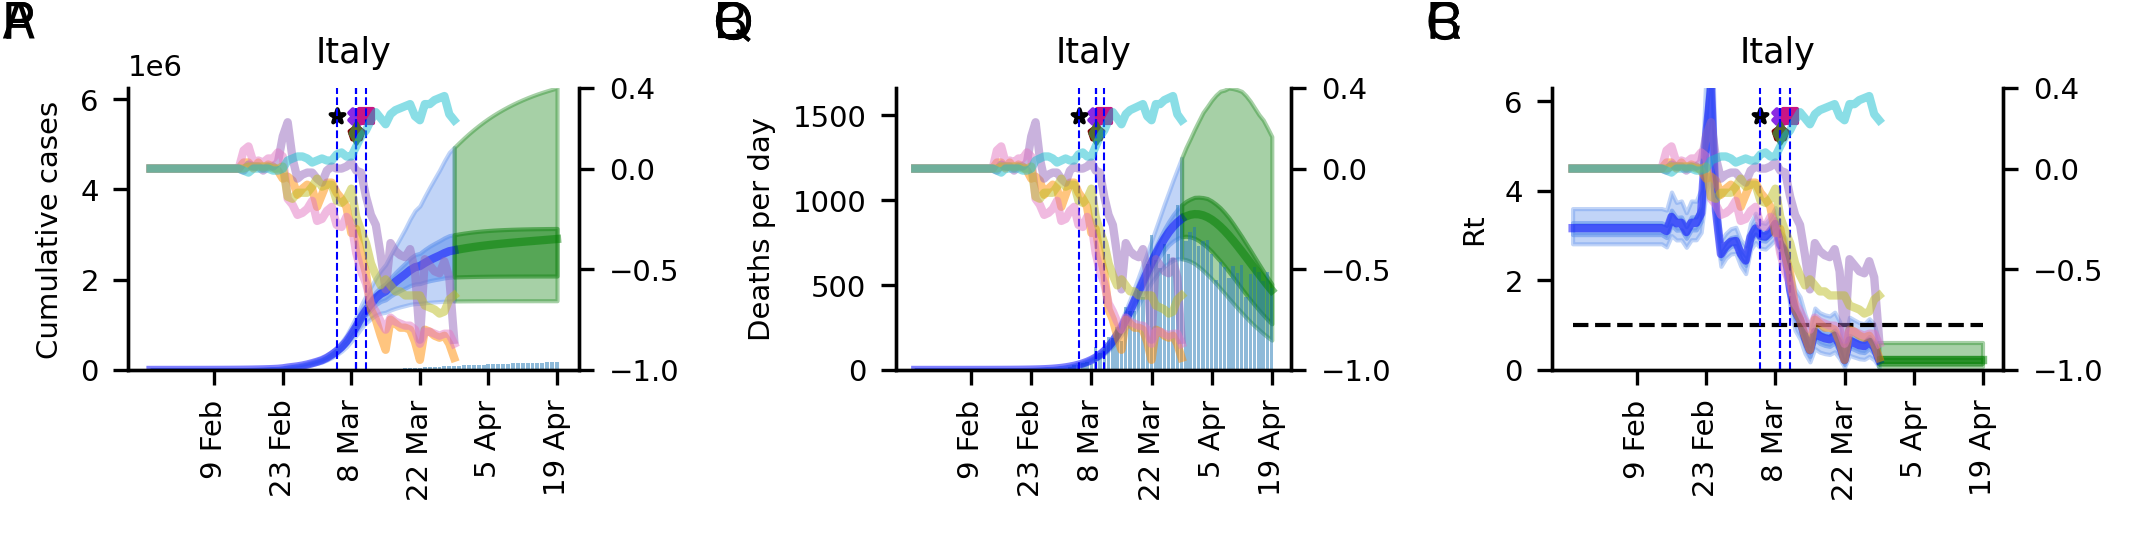 Italy
1e6
Cumulative cases
6
4
2
0
0.4
0.0
−0.5
−1.0
9 Feb
23 Feb
8 Mar
22 Mar
5 Apr
19 Apr
Italy
Deaths per day
1500
1000
500
0
0.4
0.0
−0.5
−1.0
9 Feb
23 Feb
8 Mar
22 Mar
5 Apr
19 Apr
Italy
Rt
6
4
2
0
0.4
0.0
−0.5
−1.0
9 Feb
23 Feb
8 Mar
22 Mar
5 Apr
19 Apr